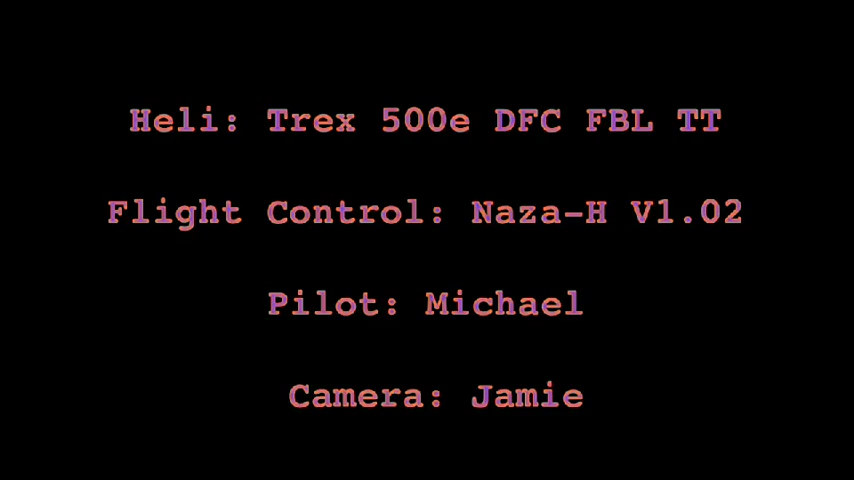 Heli: Trex 500e DFC FBL TT
Flight Control: Naza-H V1.02
Pilot: Michael
Camera: Jamie